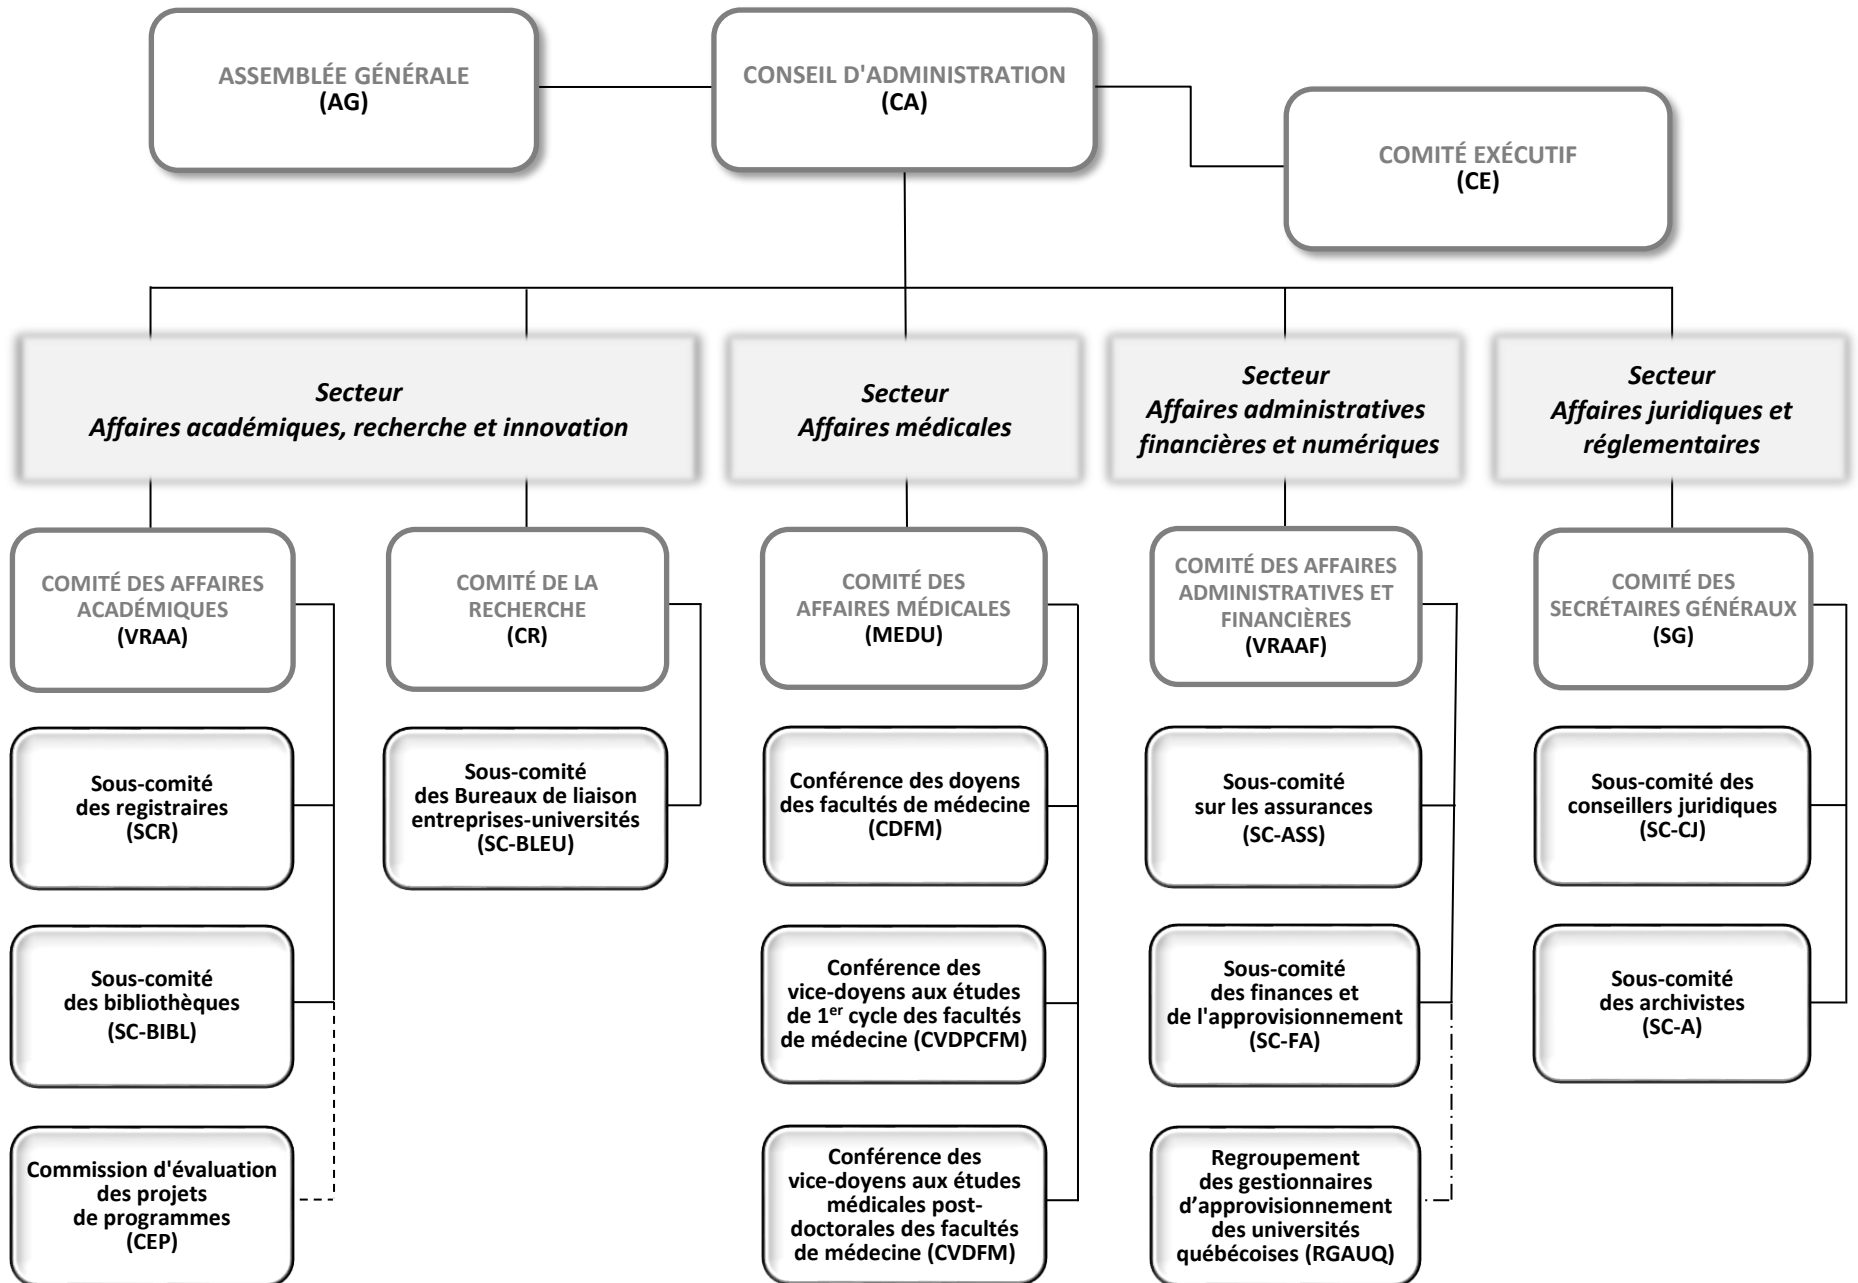 ASSEMBLÉE GÉNÉRALE
(AG)
CONSEIL D'ADMINISTRATION
(CA)
COMITÉ EXÉCUTIF
(CE)
Secteur
Affaires académiques, recherche et innovation
Secteur
Affaires médicales
Secteur
Affaires administratives
financières et numériques
Secteur
Affaires juridiques et
réglementaires
COMITÉ DES AFFAIRES
ACADÉMIQUES
(VRAA)
COMITÉ DE LA
RECHERCHE
(CR)
COMITÉ DES
AFFAIRES MÉDICALES
(MEDU)
COMITÉ DES AFFAIRES
ADMINISTRATIVES ET
FINANCIÈRES
(VRAAF)
COMITÉ DES
SECRÉTAIRES GÉNÉRAUX
(SG)
Sous-comité
des registraires
(SCR)
Sous-comité
des Bureaux de liaison
entreprises-universités
(SC-BLEU)
Conférence des doyens
des facultés de médecine
(CDFM)
Sous-comité
sur les assurances
(SC-ASS)
Sous-comité des
conseillers juridiques
(SC-CJ)
Sous-comité
des bibliothèques
(SC-BIBL)
Conférence des
vice-doyens aux études
de 1er cycle des facultés
de médecine (CVDPCFM)
Sous-comité
des finances et
de l'approvisionnement
(SC-FA)
Sous-comité
des archivistes
(SC-A)
Commission d'évaluation
des projets
de programmes
(CEP)
Conférence des
vice-doyens aux études
médicales post-
doctorales des facultés
de médecine (CVDFM)
Regroupement
des gestionnaires
d’approvisionnement
des universités
québécoises (RGAUQ)